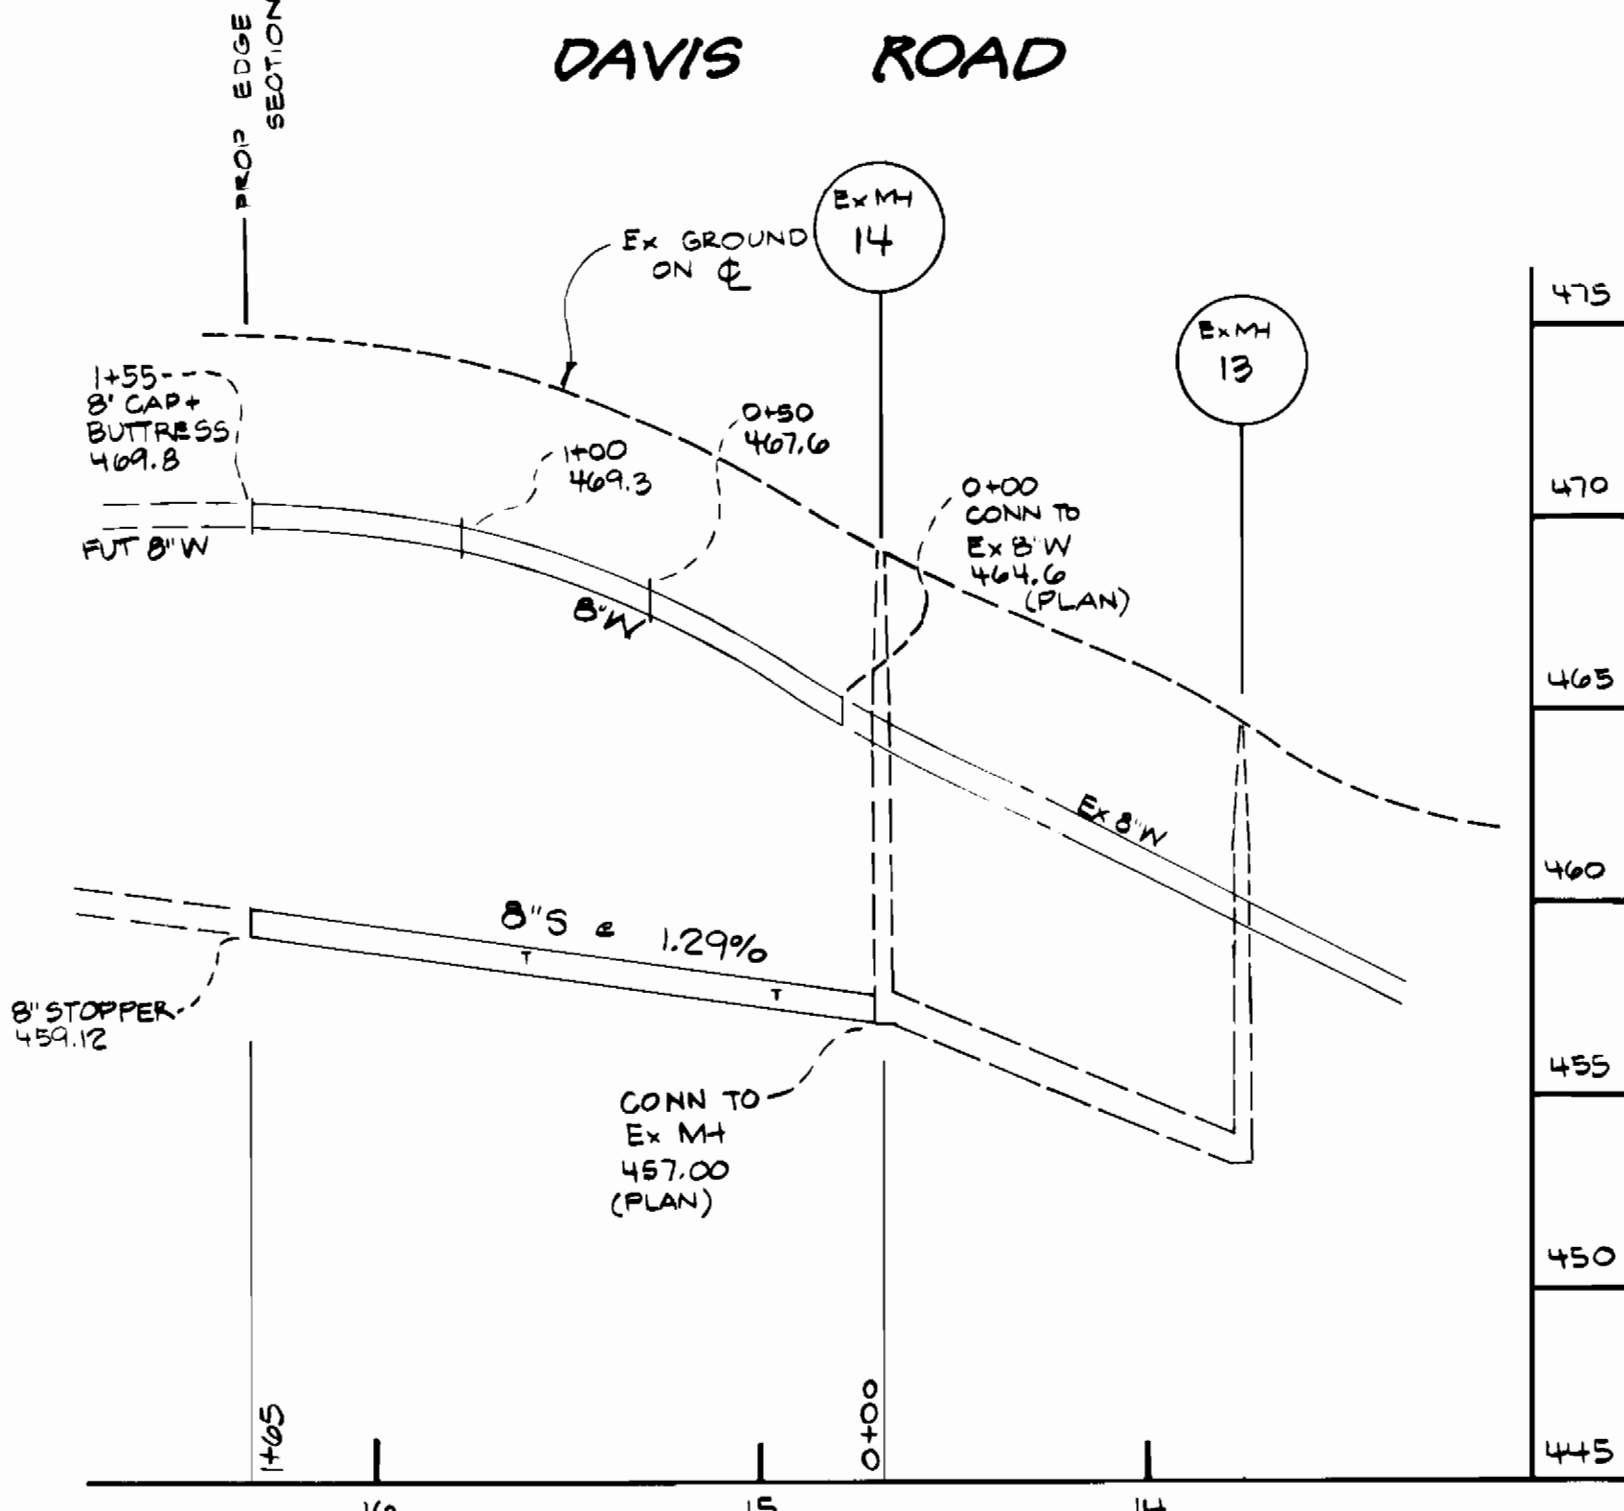 DAVIS ROAD
PROP EDGE
SECTION
Ex MH
14
Ex GROUND
ON ℄
Ex MH
13
475
1+55
8" CAP +
BUTTRESS
469.8
1+00
469.3
0+50
467.6
0+00
CONN TO
Ex 8"W
464.6
(PLAN)
470
FUT 8"W
8"W
465
Ex 8"W
460
8"S @ 1.29%
T
T
8" STOPPER
459.12
455
CONN TO
Ex MH
457.00
(PLAN)
450
1+65
0+00
445
16
15
14